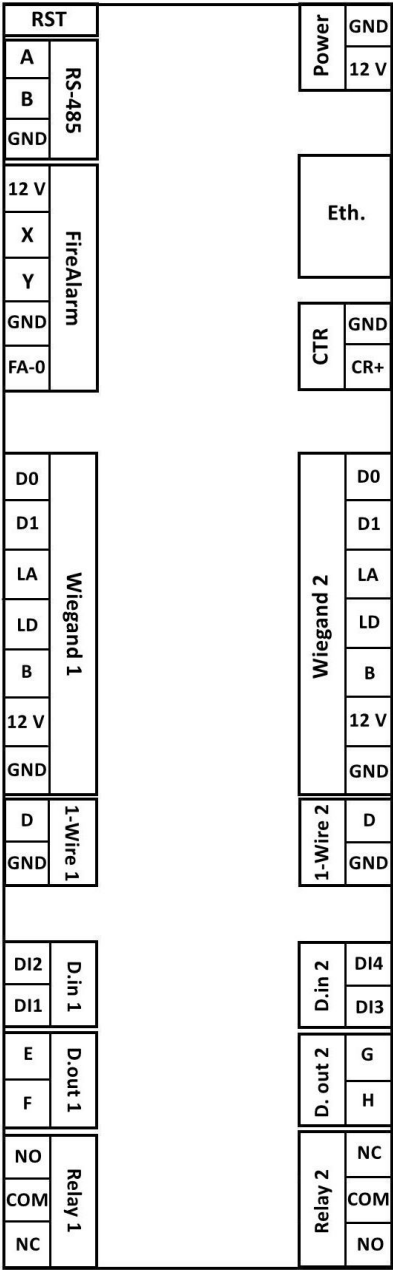 RST
A
B
GND
RS-485
12 V
X
Y
GND
FA-0
FireAlarm
D0
D1
LA
LD
B
12 V
GND
Wiegand 1
D
GND
1-Wire 1
DI2
DI1
D.in 1
E
F
D.out 1
NO
COM
NC
Relay 1
Power
GND
12 V
Eth.
CTR
GND
CR+
Wiegand 2
D0
D1
LA
LD
B
12 V
GND
1-Wire 2
D
GND
D.in 2
DI4
DI3
D. out 2
G
H
Relay 2
NC
COM
NO